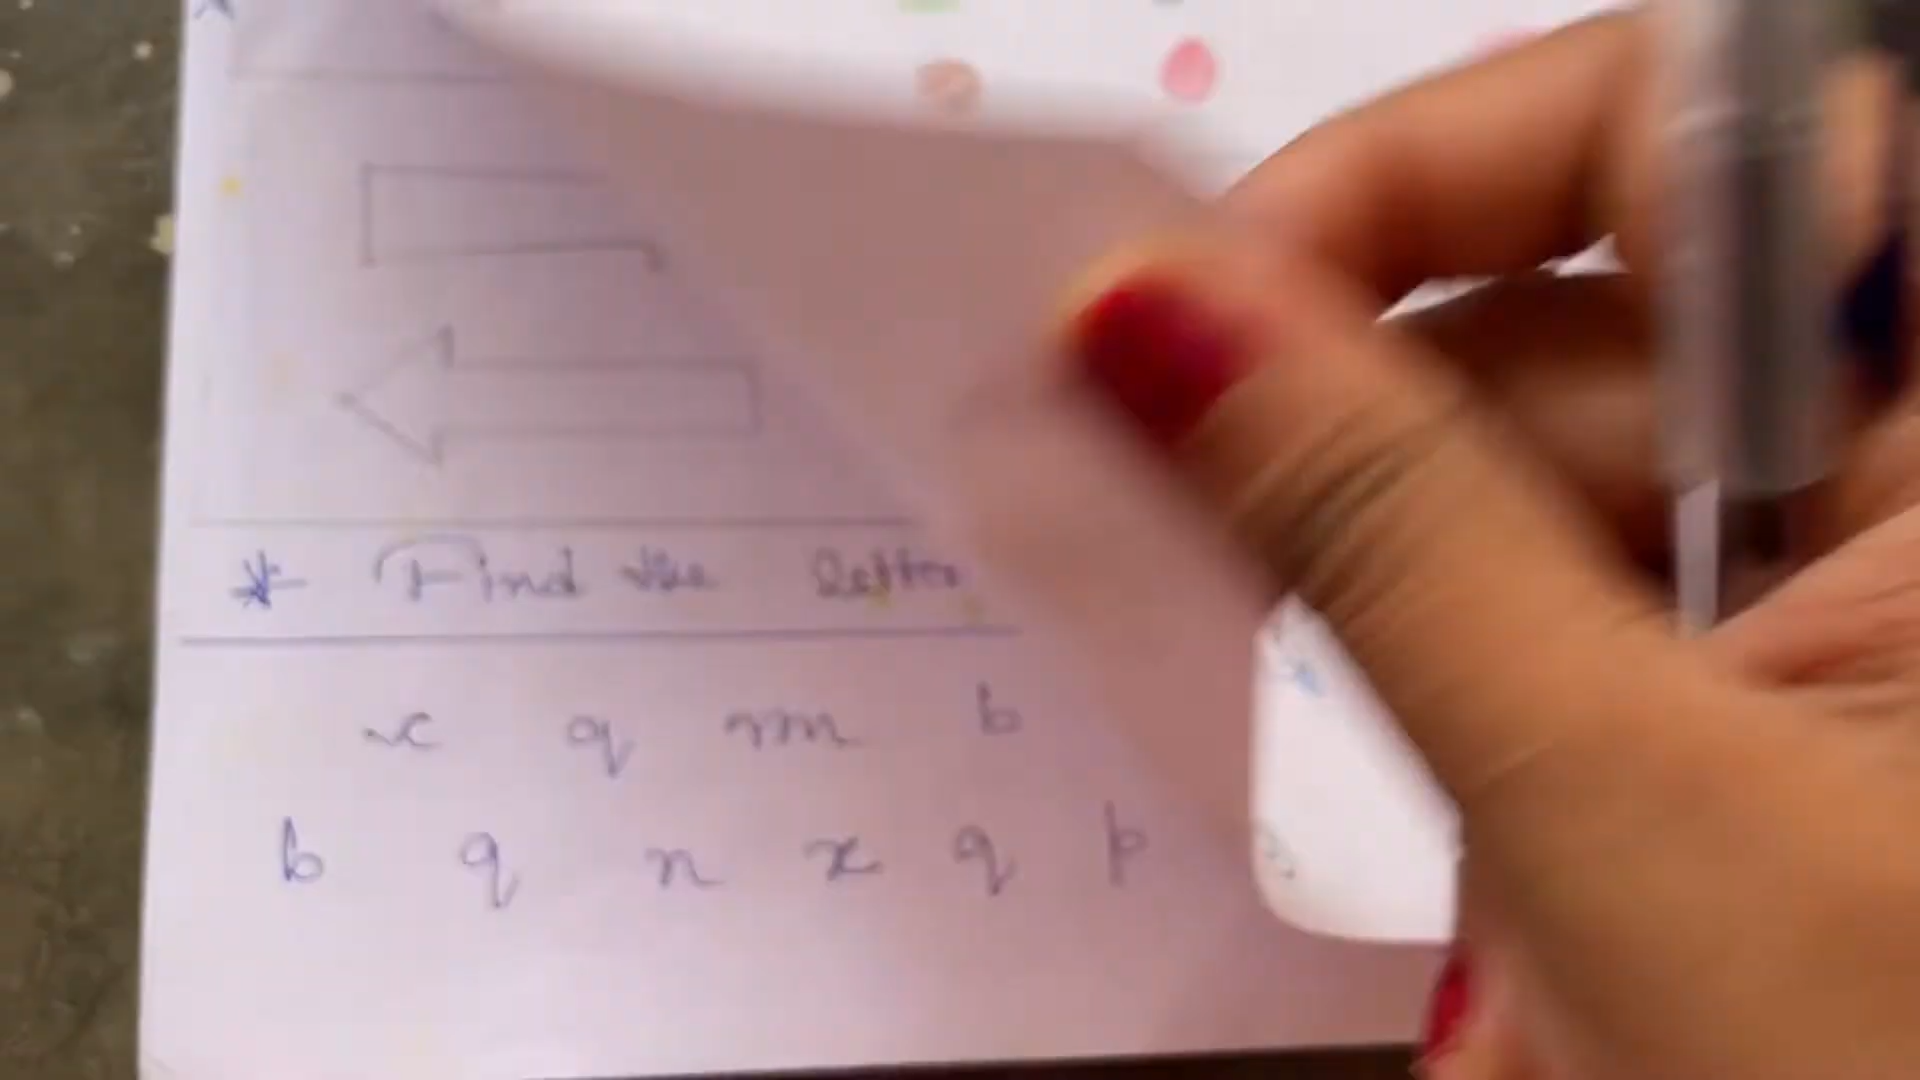 * Find the letter
x q m b
b q n x q p